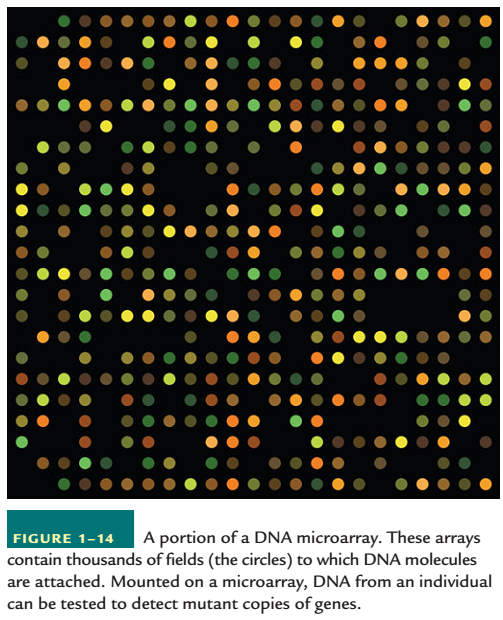 FIGURE 1–14 A portion of a DNA microarray. These arrays
contain thousands of fields (the circles) to which DNA molecules
are attached. Mounted on a microarray, DNA from an individual
can be tested to detect mutant copies of genes.